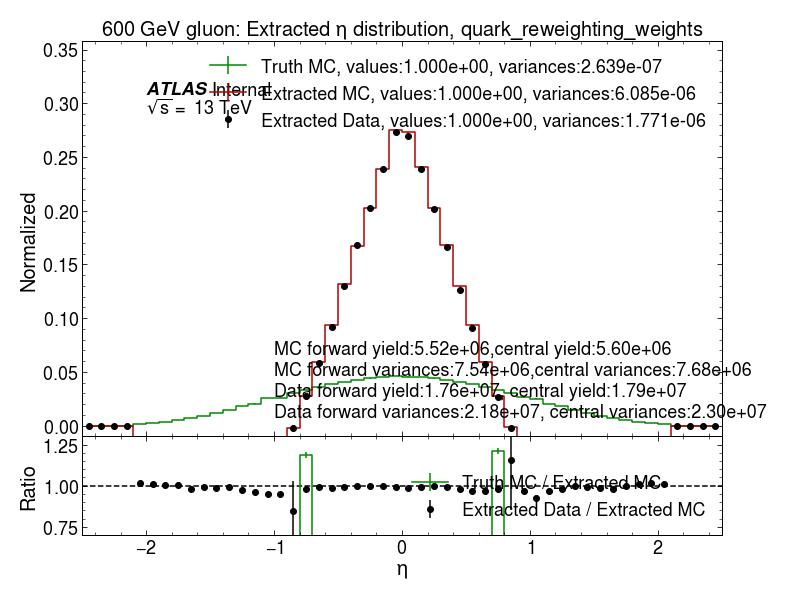 600 GeV gluon: Extracted η distribution, quark_reweighting_weights
Truth MC, values:1.000e+00, variances:2.639e-07
ATLAS Internal
Extracted MC, values:1.000e+00, variances:6.085e-06
√s = 13 TeV
Extracted Data, values:1.000e+00, variances:1.771e-06
0.35
0.30
0.25
0.20
0.15
0.10
0.05
0.00
Normalized
MC forward yield:5.52e+06,central yield:5.60e+06
MC forward variances:7.54e+06,central variances:7.68e+06
Data forward yield:1.76e+07, central yield:1.79e+07
Data forward variances:2.18e+07, central variances:2.30e+07
1.25
1.00
0.75
Ratio
Truth MC / Extracted MC
Extracted Data / Extracted MC
−2 −1 0 1 2
η